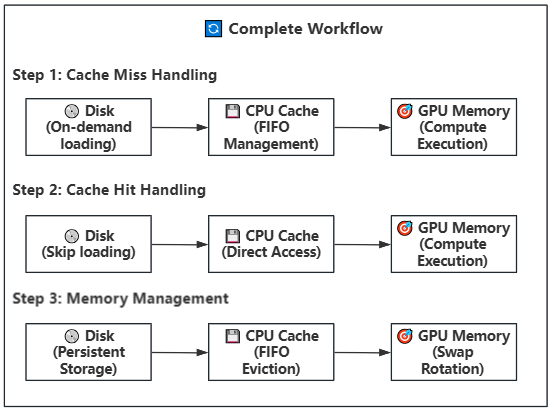 Complete Workflow
Step 1: Cache Miss Handling
Disk
(On-demand
loading)
CPU Cache
(FIFO
Management)
GPU Memory
(Compute
Execution)
Step 2: Cache Hit Handling
Disk
(Skip loading)
CPU Cache
(Direct Access)
GPU Memory
(Compute
Execution)
Step 3: Memory Management
Disk
(Persistent
Storage)
CPU Cache
(FIFO
Eviction)
GPU Memory
(Swap
Rotation)